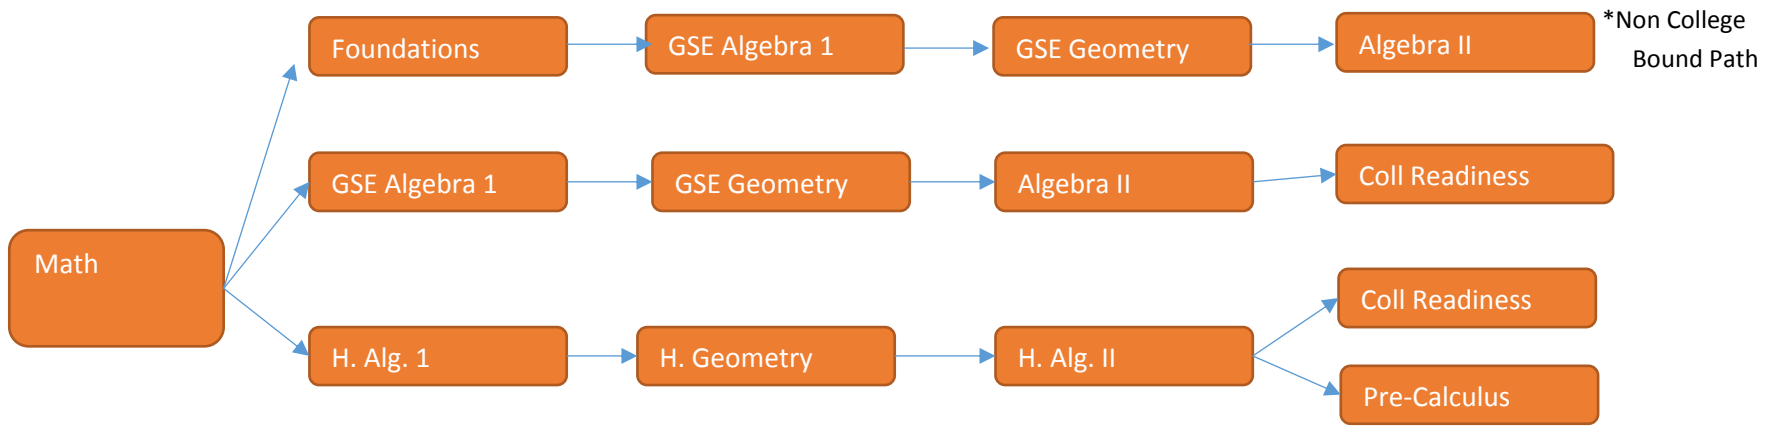 Foundations
GSE Algebra 1
GSE Geometry
Algebra II
*Non College
Bound Path
GSE Algebra 1
GSE Geometry
Algebra II
Coll Readiness
Math
H. Alg. 1
H. Geometry
H. Alg. II
Coll Readiness
Pre-Calculus